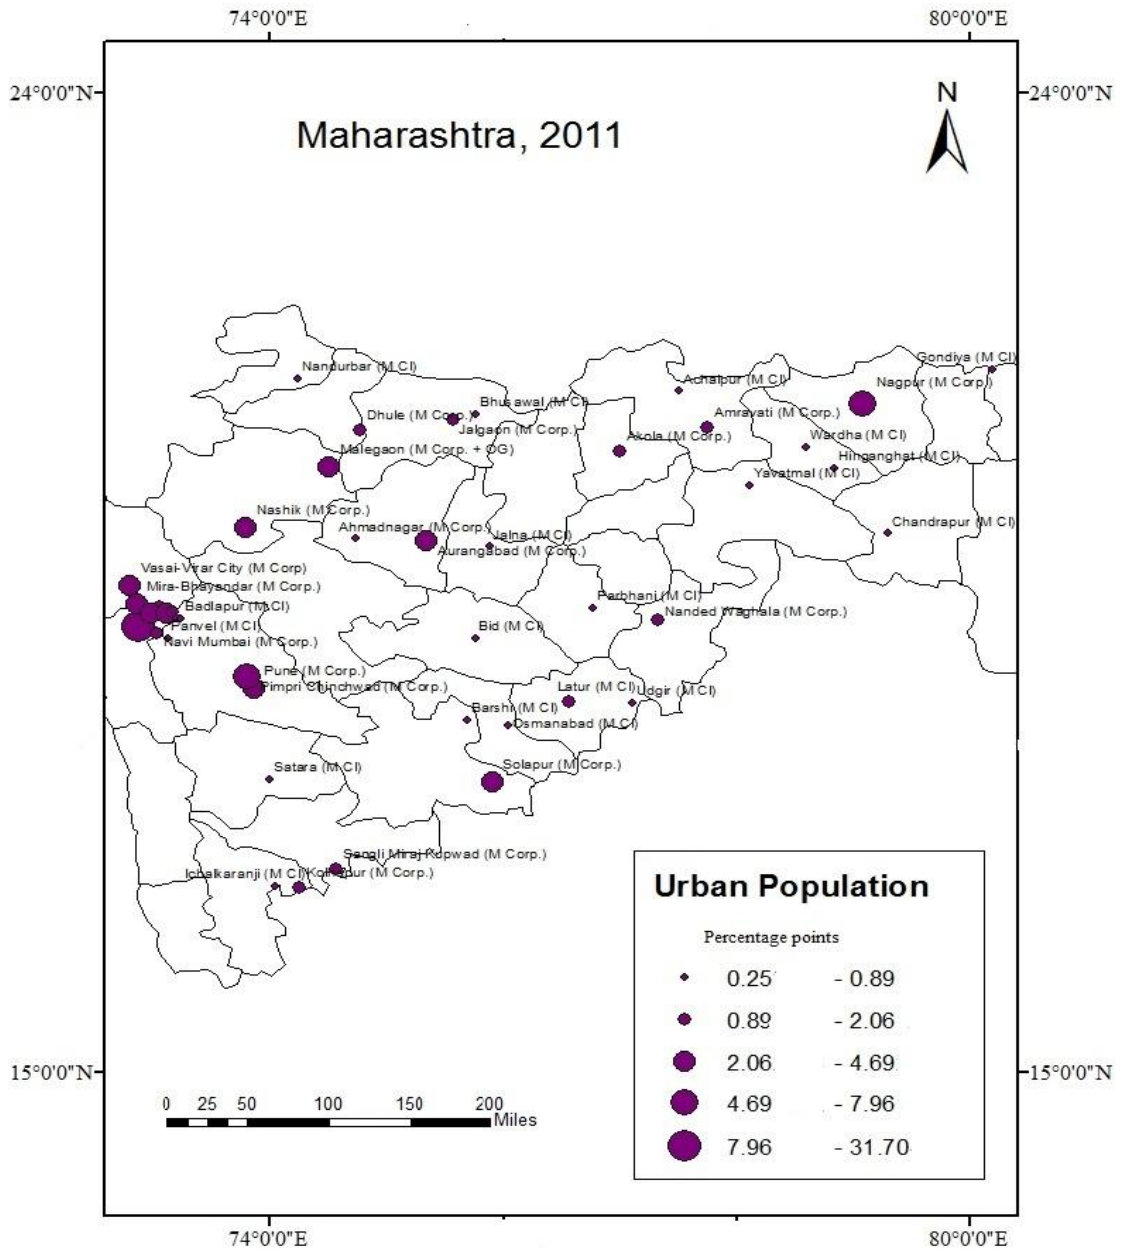 74°0'0"E 80°0'0"E
24°0'0"N 24°0'0"N
N
Maharashtra, 2011
Gondiya (M Cl)
Nandurbar (M Cl)
Achalpur (M Cl)
Nagpur (M Corp.)
Bhusawal (M Cl)
Dhule (M Corp.)
Amravati (M Corp.)
Jalgaon (M Corp.)
Akola (M Corp.)
Wardha (M Cl)
Malegaon (M Corp. + OG)
Hinganghat (M Cl)
Yavatmal (M Cl)
Nashik (M Corp.)
Chandrapur (M Cl)
Ahmadnagar (M Corp.)
Jalna (M Cl)
Aurangabad (M Corp.)
Vasai-Virar City (M Corp)
Mira-Bhayandar (M Corp.)
Parbhani (M Cl)
Badlapur (M Cl)
Nanded Waghala (M Corp.)
Panvel (M Cl)
Bid (M Cl)
Navi Mumbai (M Corp.)
Pune (M Corp.)
Pimpri Chinchwad (M Corp.)
Latur (M Cl)
Udgir (M Cl)
Barshi (M Cl)
Osmanabad (M Cl)
Satara (M Cl)
Solapur (M Corp.)
Sangli Miraj Kupwad (M Corp.)
Ichalkaranji (M Cl)
Kolhapur (M Corp.)
Urban Population
Percentage points
0.25 - 0.89
0.89 - 2.06
2.06 - 4.69
4.69 - 7.96
7.96 - 31.70
15°0'0"N 15°0'0"N
0 25 50 100 150 200
Miles
74°0'0"E 80°0'0"E